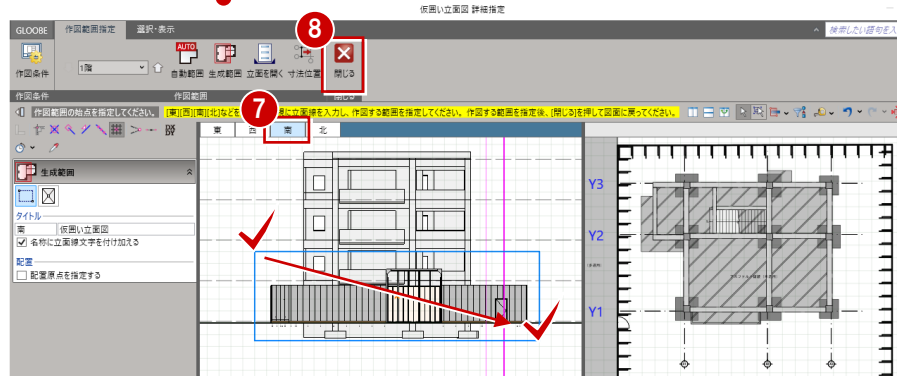 仮囲い立面図 詳細指定
GLOOBE 作図範囲指定 選択・表示
検索したい語句を入
8
作図条件
1階
AUTO
自動範囲 生成範囲 立面を開く 寸法位置 閉じる
作図条件 作図範囲 閉じる
7
作図範囲の始点を指定してください。 [東][西][南][北]などを
に立面線を入力し、作図する範囲を指定してください。作図する範囲を指定後、[閉じる]を押して図面に戻ってください。
東 西 南 北
生成範囲
タイトル
南 仮囲い立面図
名称に立面線文字を付け加える
配置
配置原点を指定する
Y3
Y2
Y1